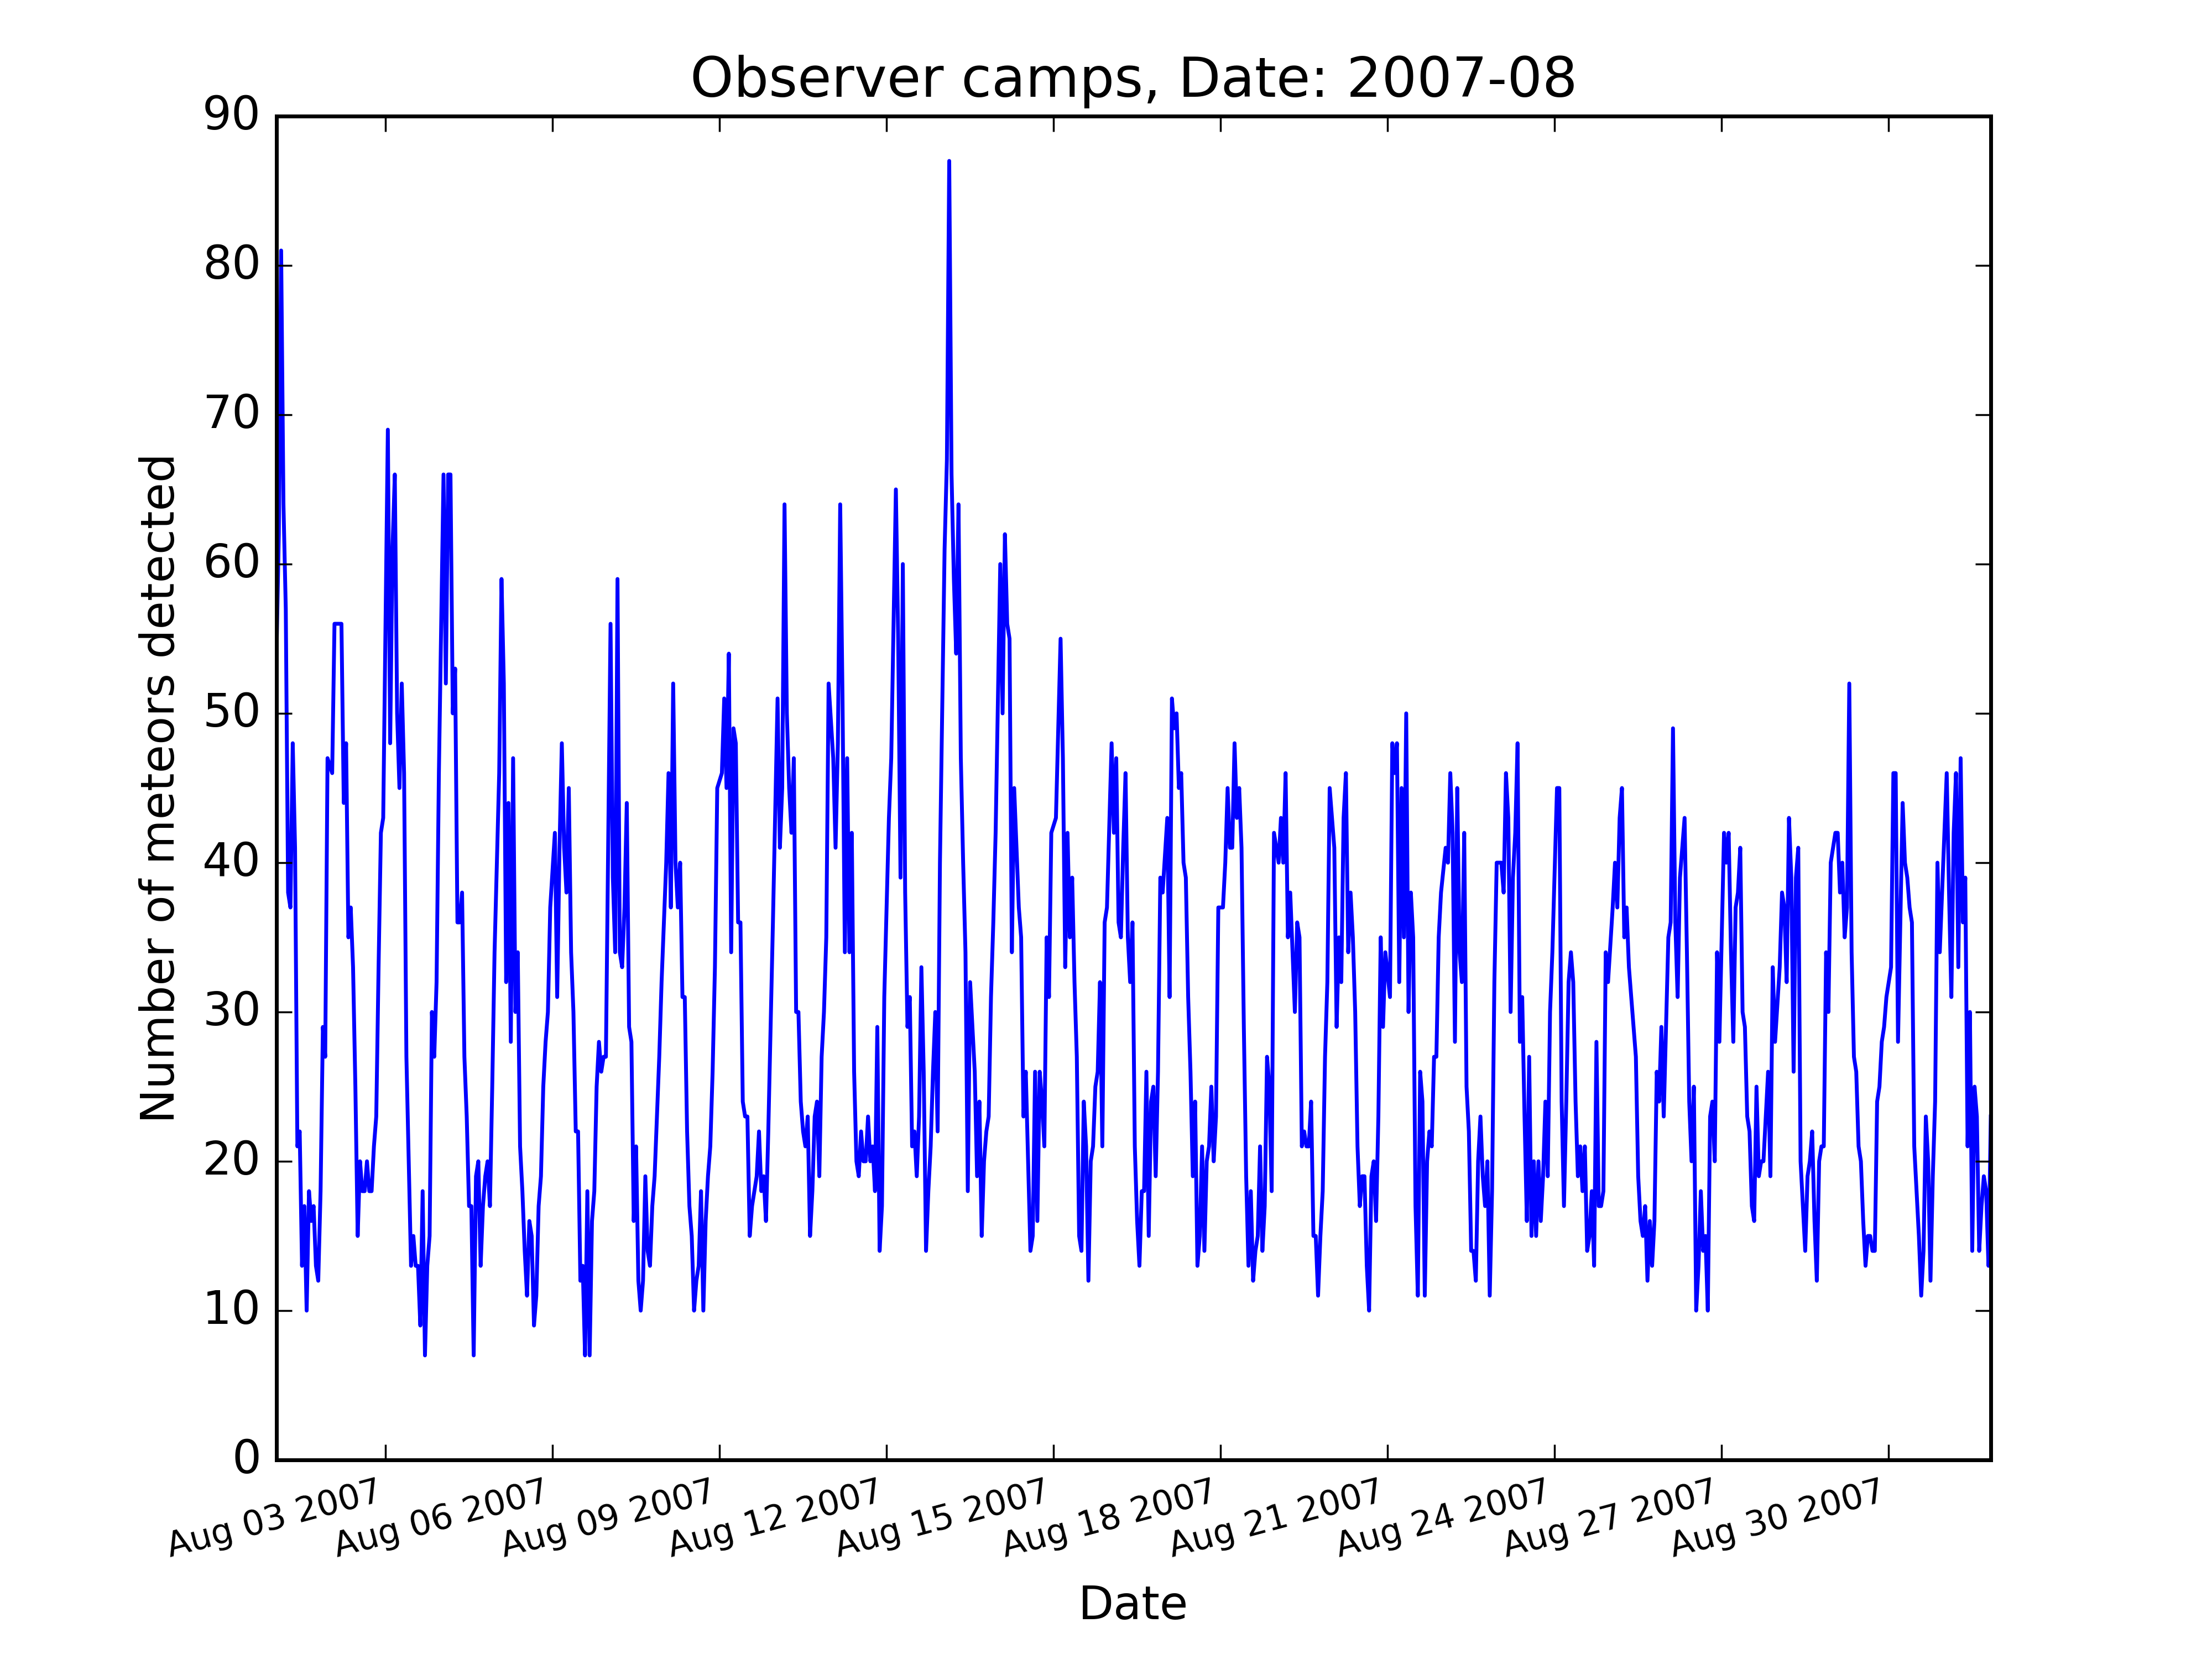 Observer camps, Date: 2007-08
90
80
70
60
50
40
30
20
10
0
Number of meteors detected
Aug 03 2007
Aug 06 2007
Aug 09 2007
Aug 12 2007
Aug 15 2007
Aug 18 2007
Aug 21 2007
Aug 24 2007
Aug 27 2007
Aug 30 2007
Date